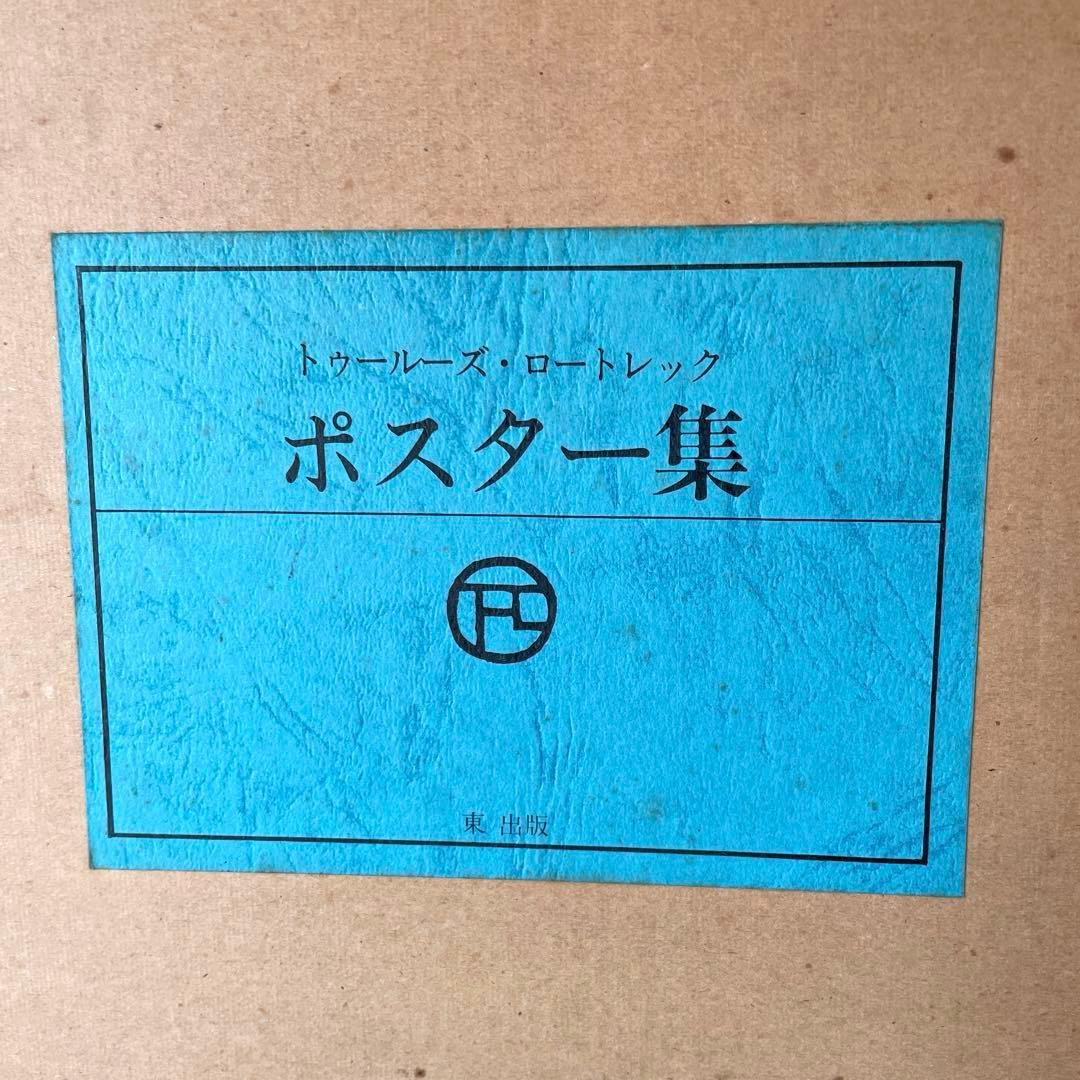 トゥールーズ・ロートレック
ポスター集
東 出版